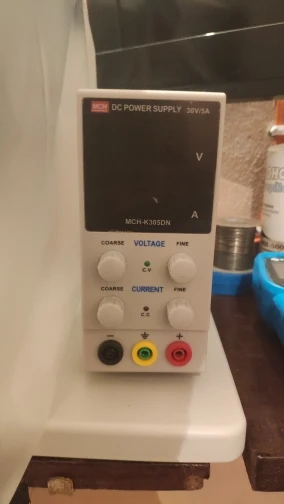 MCH DC POWER SUPPLY 30V/5A
V
A
MCH-K305DN
COARSE VOLTAGE FINE
C.V
COARSE CURRENT FINE
C.C
- +